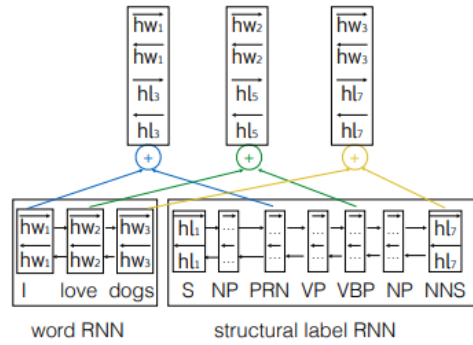 hw1 hw2 hw3
hw1 hw2 hw3
hl3 hl5 hl7
hl3 hl5 hl7
+ + +
hw1 hw2 hw3 hl1 ... ... ... ... ... hl7
hw1 hw2 hw3 hl1 ... ... ... ... ... hl7
I love dogs S NP PRN VP VBP NP NNS
word RNN structural label RNN